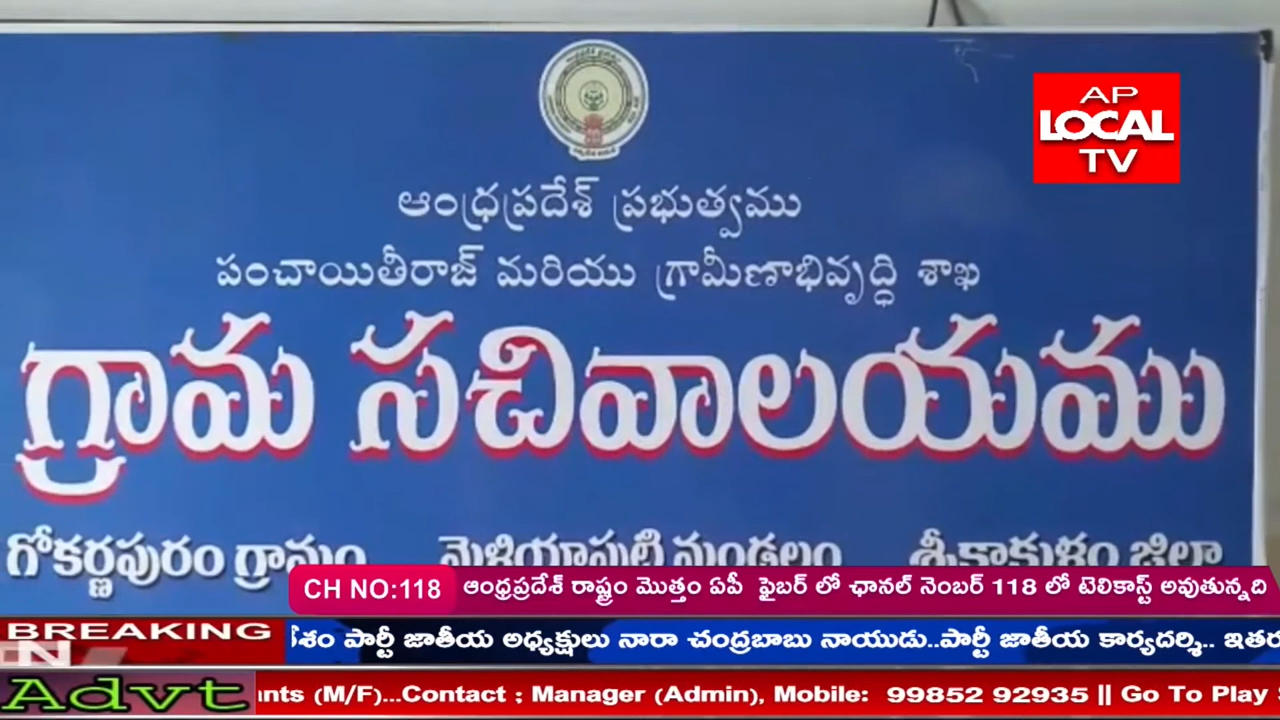 AP
LOCAL
TV
ఆంధ్రప్రదేశ్ ప్రభుత్వము
పంచాయితీరాజ్ మరియు గ్రామీణాభివృద్ధి శాఖ
గ్రామ సచివాలయము
గోకర్ణపురం గ్రామం మెళియాపుట్టి మండలం శ్రీకాకుళం జిల్లా
CH NO:118 ఆంధ్రప్రదేశ్ రాష్ట్రం మొత్తం ఏపీ ఫైబర్ లో ఛానల్ నెంబర్ 118 లో టెలికాస్ట్ అవుతున్నది
BREAKING
N
పార్టీ జాతీయ అధ్యక్షులు నారా చంద్రబాబు నాయుడు..పార్టీ జాతీయ కార్యదర్శి.. ఇతర
Advt
ants (M/F)...Contact ; Manager (Admin), Mobile: 99852 92935 || Go To Play